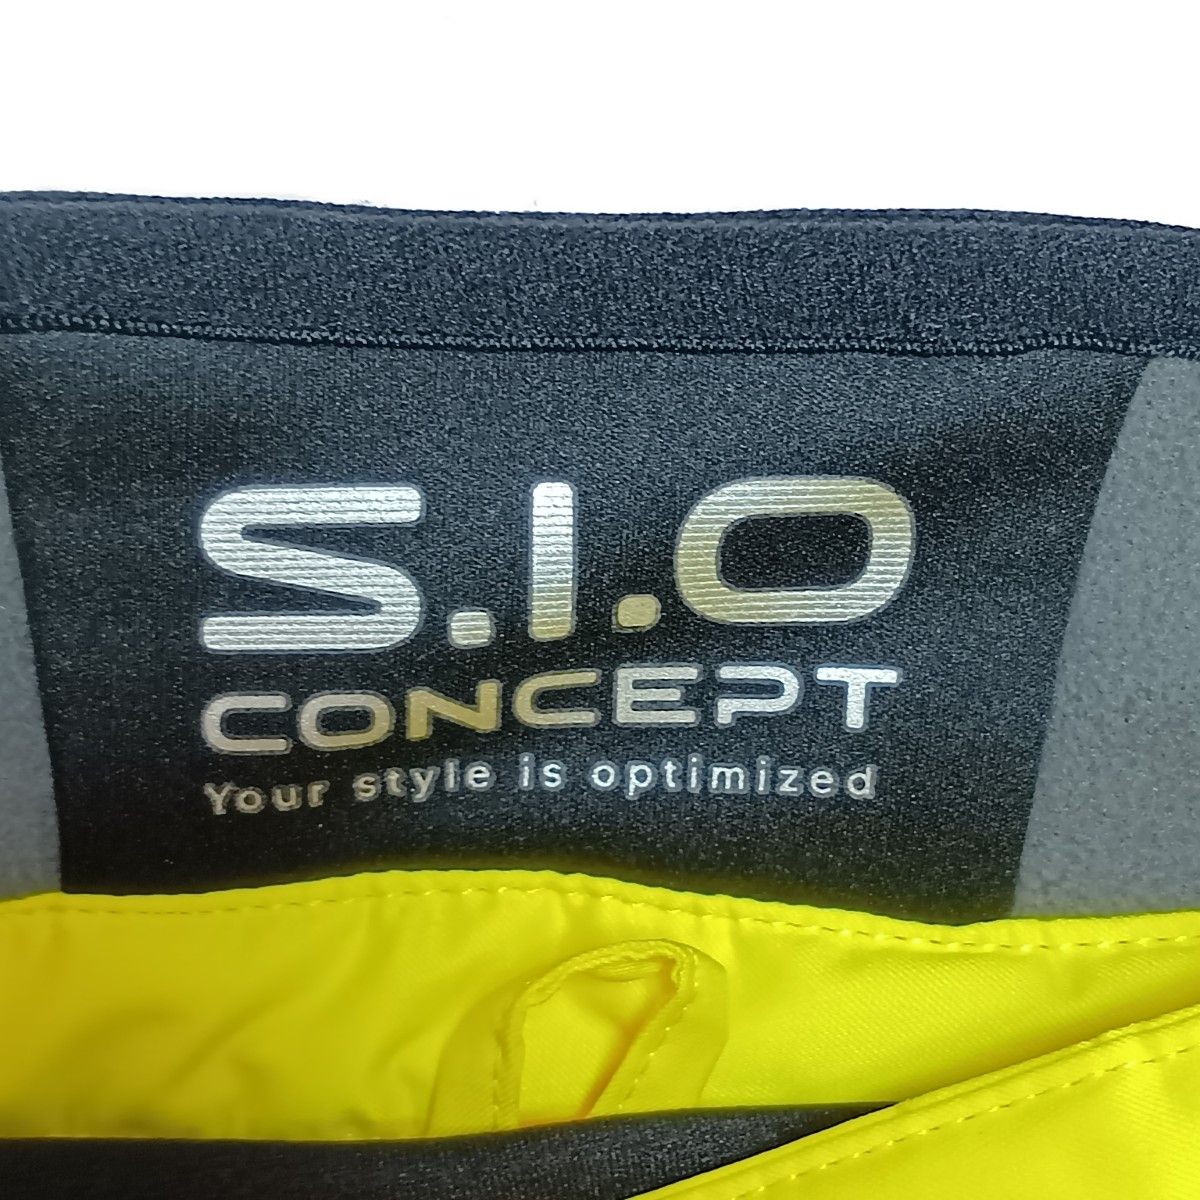 S.I.O
CONCEPT
Your style is optimized